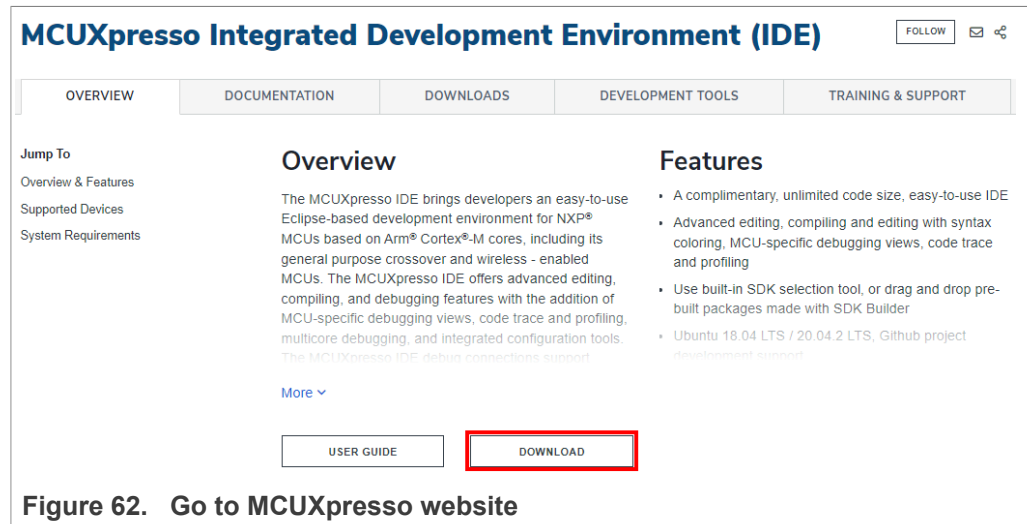 MCUXpresso Integrated Development Environment (IDE)
FOLLOW
OVERVIEW
DOCUMENTATION
DOWNLOADS
DEVELOPMENT TOOLS
TRAINING & SUPPORT
Jump To
Overview & Features
Supported Devices
System Requirements
Overview
The MCUXpresso IDE brings developers an easy-to-use
Eclipse-based development environment for NXP®
MCUs based on Arm® Cortex®-M cores, including its
general purpose crossover and wireless - enabled
MCUs. The MCUXpresso IDE offers advanced editing,
compiling, and debugging features with the addition of
MCU-specific debugging views, code trace and profiling,
multicore debugging, and integrated configuration tools.
The MCUXpresso IDE debug connections support
More
Features
• A complimentary, unlimited code size, easy-to-use IDE
• Advanced editing, compiling and editing with syntax
coloring, MCU-specific debugging views, code trace
and profiling
• Use built-in SDK selection tool, or drag and drop pre-
built packages made with SDK Builder
• Ubuntu 18.04 LTS / 20.04.2 LTS, Github project
development support
USER GUIDE
DOWNLOAD
Figure 62. Go to MCUXpresso website